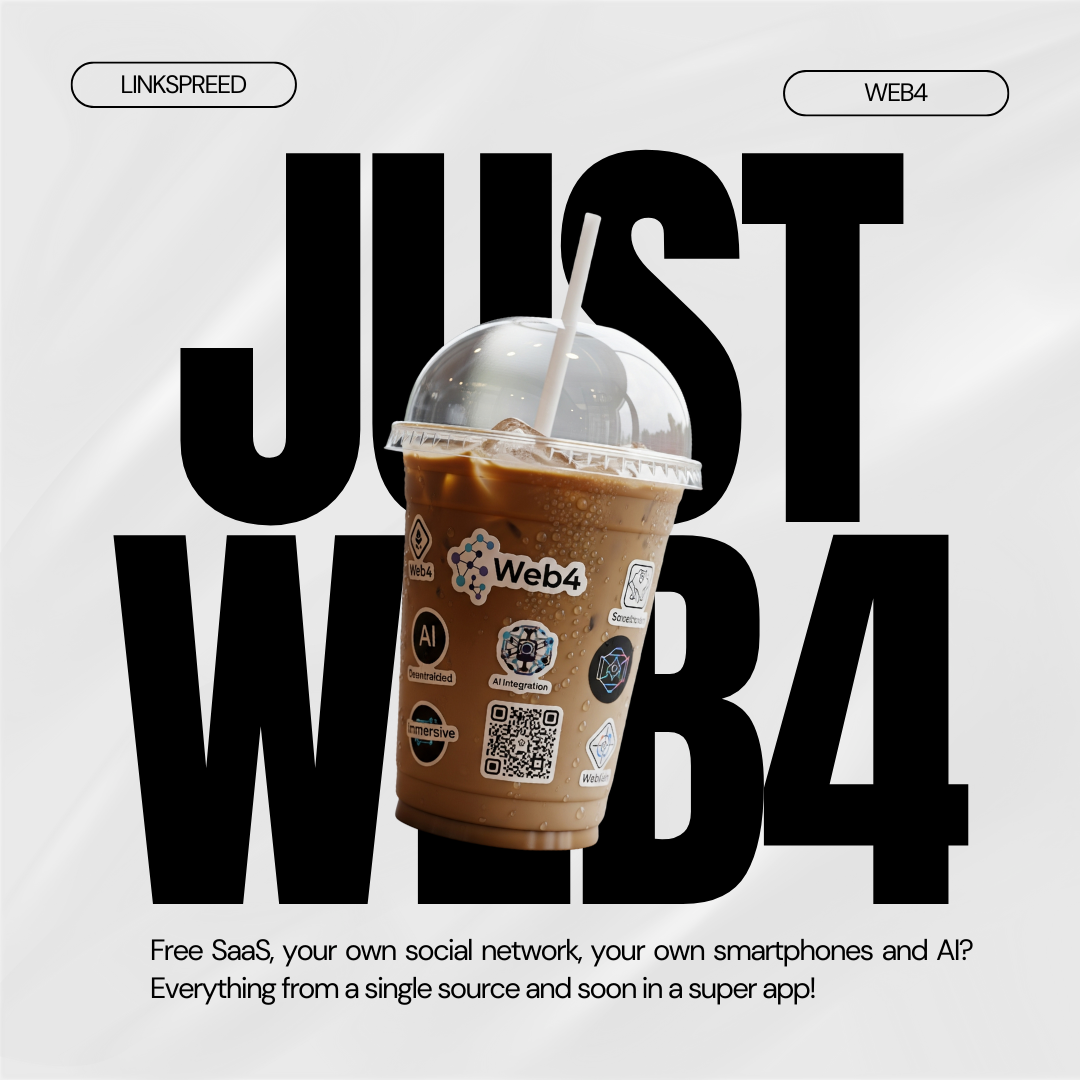 LINKSPREED
WEB4
JUST
WEB4
Web4
Web4
AI
Decentralcided
AI Integration
Immersive
Free SaaS, your own social network, your own smartphones and AI?
Everything from a single source and soon in a super app!